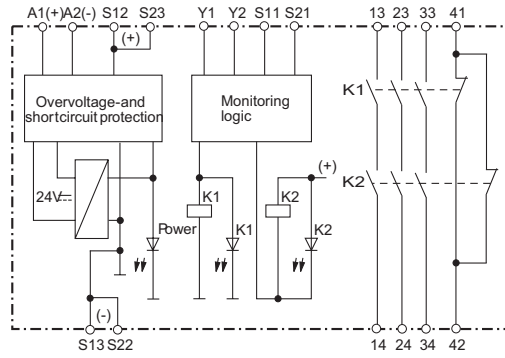 A1(+) A2(-) S12 S23 Y1 Y2 S11 S21 13 23 33 41
(+)
Overvoltage-and
shortcircuit protection
Monitoring
logic
K1
K2
(+)
24V
K1
K2
Power
K1
K2
(-)
S13 S22 14 24 34 42